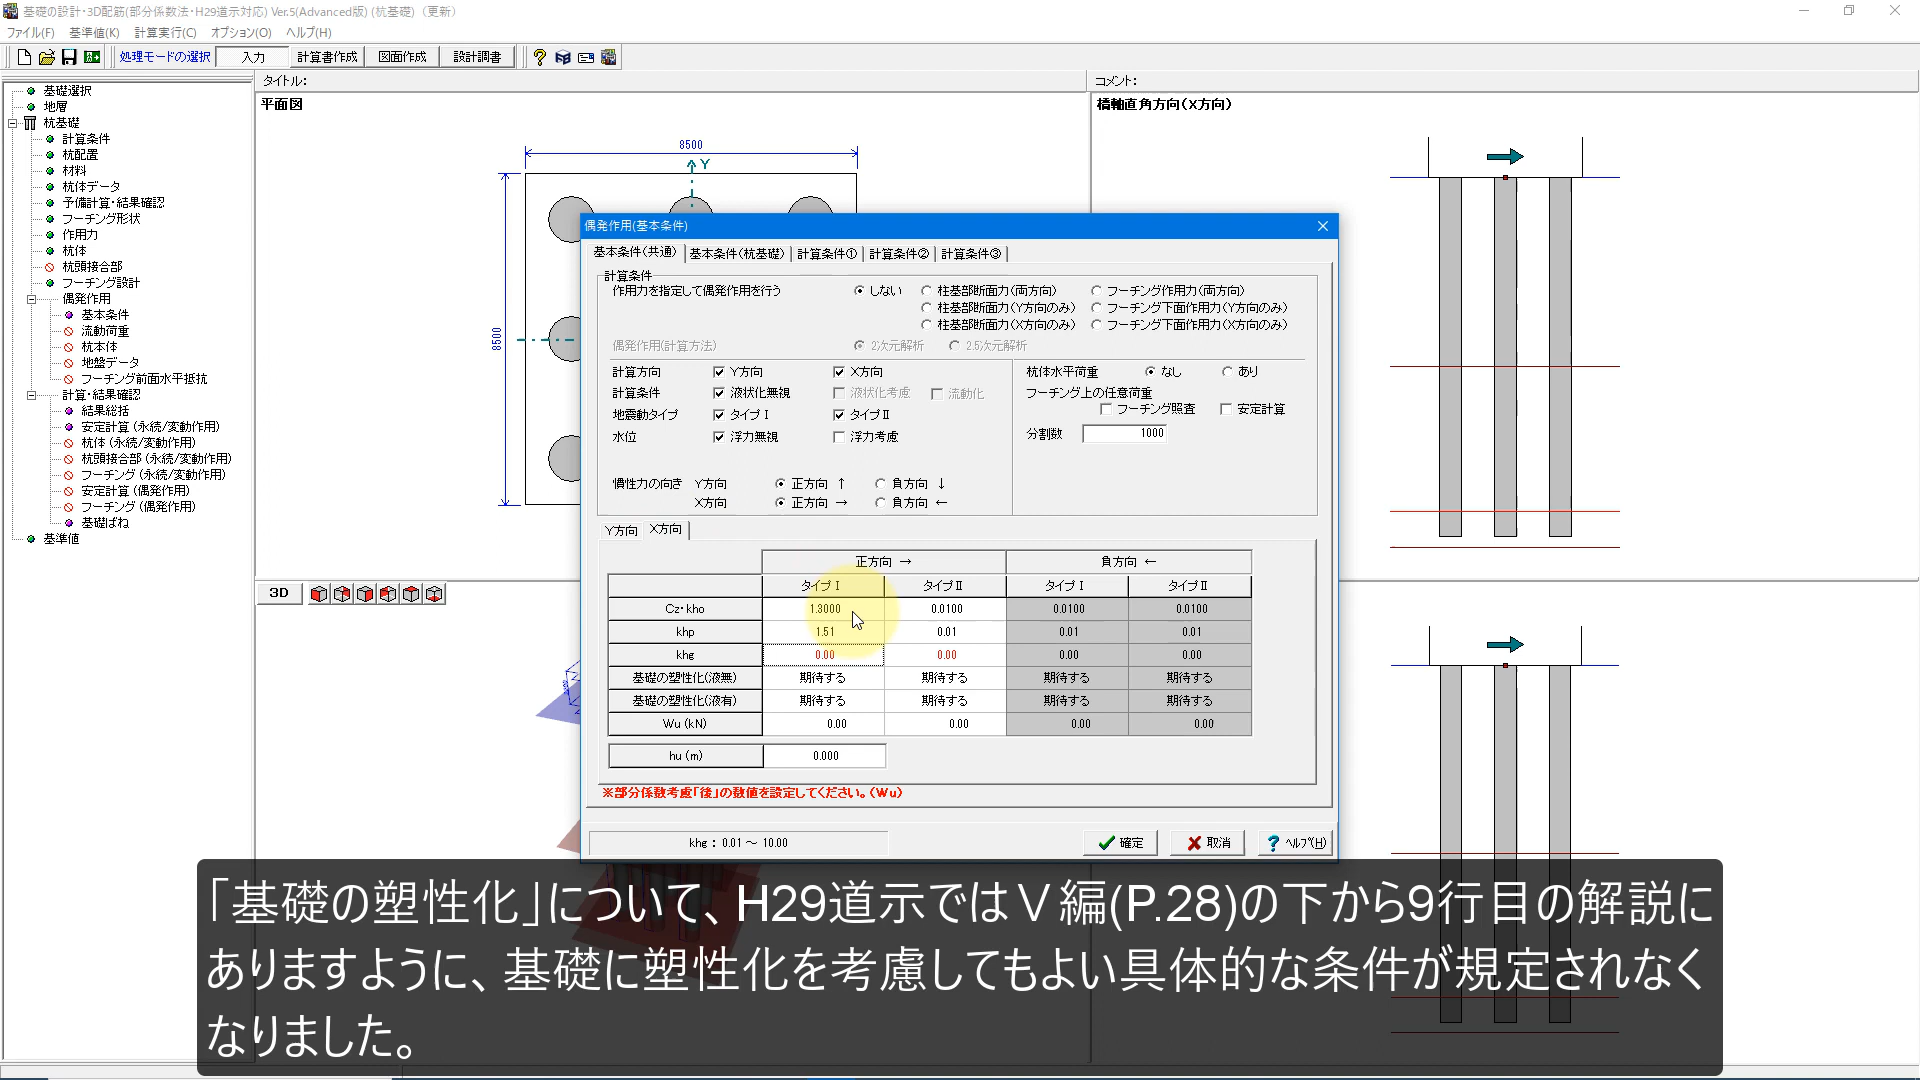 基礎の設計・3D配筋(部分係数法・H29道示対応) Ver.5(Advanced版) (杭基礎) (更新)
ファイル(F) 基準値(K) 計算実行(C) オプション(O) ヘルプ(H)
処理モードの選択 入力 計算書作成 図面作成 設計調書
基礎選択
地層
杭基礎
計算条件
杭配置
材料
杭体データ
予備計算・結果確認
フーチング形状
作用力
杭体
杭頭接合部
フーチング設計
偶発作用
基本条件
流動荷重
杭本体
地盤データ
フーチング前面水平抵抗
計算・結果確認
結果総括
安定計算 (永続/変動作用)
杭体 (永続/変動作用)
杭頭接合部 (永続/変動作用)
フーチング (永続/変動作用)
安定計算 (偶発作用)
フーチング (偶発作用)
基礎ばね
基準値
タイトル:
平面図
8500
Y
8500
3D
コメント:
橋軸直角方向(X方向)
偶発作用(基本条件)
基本条件(共通) 基本条件(杭基礎) 計算条件① 計算条件② 計算条件③
計算条件
作用力を指定して偶発作用を行う しない 柱基部断面力(両方向) フーチング作用力(両方向)
柱基部断面力(Y方向のみ) フーチング下面作用力(Y方向のみ)
柱基部断面力(X方向のみ) フーチング下面作用力(X方向のみ)
偶発作用(計算方法) 2次元解析 2.5次元解析
計算方向 Y方向 X方向 杭体水平荷重 なし あり
計算条件 液状化無視 液状化考慮 流動化 フーチング上の任意荷重
フーチング照査 安定計算
地震動タイプ タイプⅠ タイプⅡ
水位 浮力無視 浮力考慮 分割数 1000
慣性力の向き Y方向 正方向 ↑ 負方向 ↓
X方向 正方向 → 負方向 ←
Y方向 X方向
正方向 → 負方向 ←
タイプⅠ タイプⅡ タイプⅠ タイプⅡ
Cz・kho 1.3000 0.0100 0.0100 0.0100
khp 1.51 0.01 0.01 0.01
khg 0.00 0.00 0.00 0.00
基礎の塑性化(液無) 期待する 期待する 期待する 期待する
基礎の塑性化(液有) 期待する 期待する 期待する 期待する
Wu (kN) 0.00 0.00 0.00 0.00
hu (m) 0.000
※部分係数考慮「後」の数値を設定してください。(Wu)
khg : 0.01 ～ 10.00 確定 取消 ヘルプ(H)
「基礎の塑性化」について、H29道示ではⅤ編(P.28)の下から9行目の解説に
ありますように、基礎に塑性化を考慮してもよい具体的な条件が規定されなく
なりました。